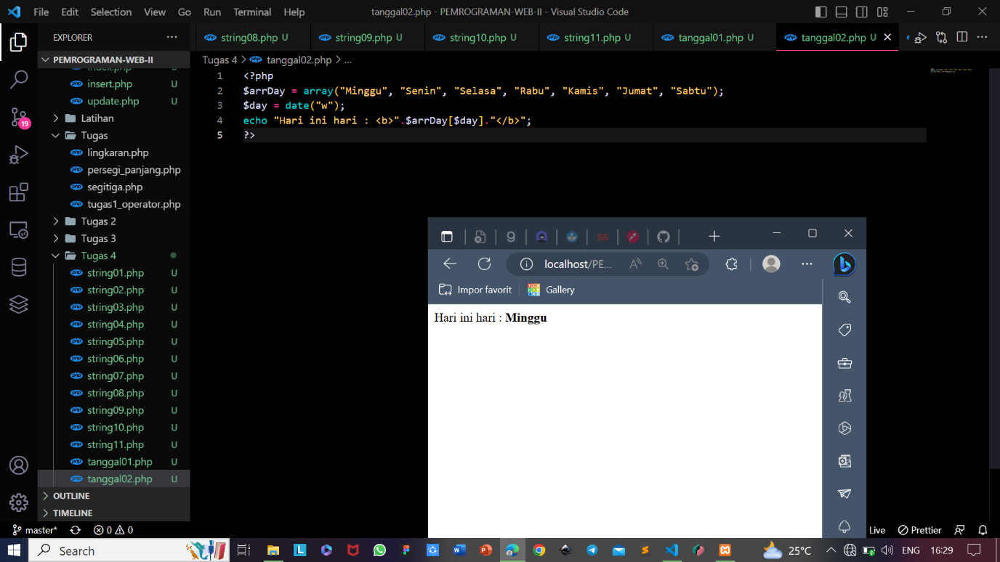 File Edit Selection View Go Run Terminal Help
tanggal02.php - PEMROGRAMAN-WEB-II - Visual Studio Code
EXPLORER
string08.php U
string09.php U
string10.php U
string11.php U
tanggal01.php U
tanggal02.php U
PEMROGRAMAN-WEB-II
index.php U
insert.php U
update.php U
Latihan
Tugas
lingkaran.php
persegi_panjang.php
segitiga.php
tugas1_operator.php
Tugas 2
Tugas 3
Tugas 4
string01.php U
string02.php U
string03.php U
string04.php U
string05.php U
string06.php U
string07.php U
string08.php U
string09.php U
string10.php U
string11.php U
tanggal01.php U
tanggal02.php U
OUTLINE
TIMELINE
19
Tugas 4 > tanggal02.php > ...
1 <?php
2 $arrDay = array("Minggu", "Senin", "Selasa", "Rabu", "Kamis", "Jumat", "Sabtu");
3 $day = date("w");
4 echo "Hari ini hari : <b>".$arrDay[$day]."</b>";
5 ?>
localhost/PE...
Impor favorit Gallery
Hari ini hari : Minggu
master* 0 0
Live Prettier
Search
25°C ENG 16:29